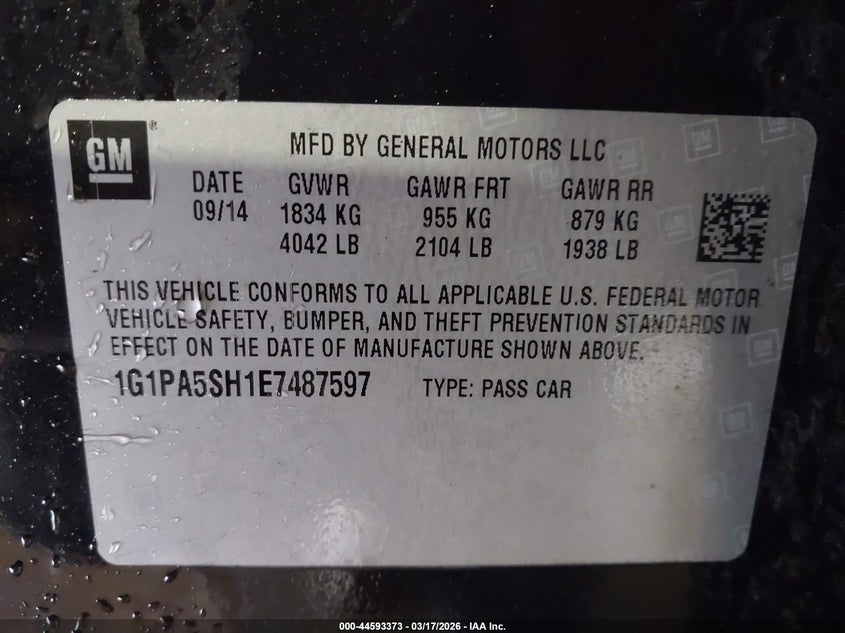 GM ®
MFD BY GENERAL MOTORS LLC
DATE GVWR GAWR FRT GAWR RR
09/14 1834 KG 955 KG 879 KG
4042 LB 2104 LB 1938 LB
THIS VEHICLE CONFORMS TO ALL APPLICABLE U.S. FEDERAL MOTOR
VEHICLE SAFETY, BUMPER, AND THEFT PREVENTION STANDARDS IN
EFFECT ON THE DATE OF MANUFACTURE SHOWN ABOVE.
1G1PA5SH1E7487597 TYPE: PASS CAR
000-44593373 - 03/17/2026 - IAA Inc.